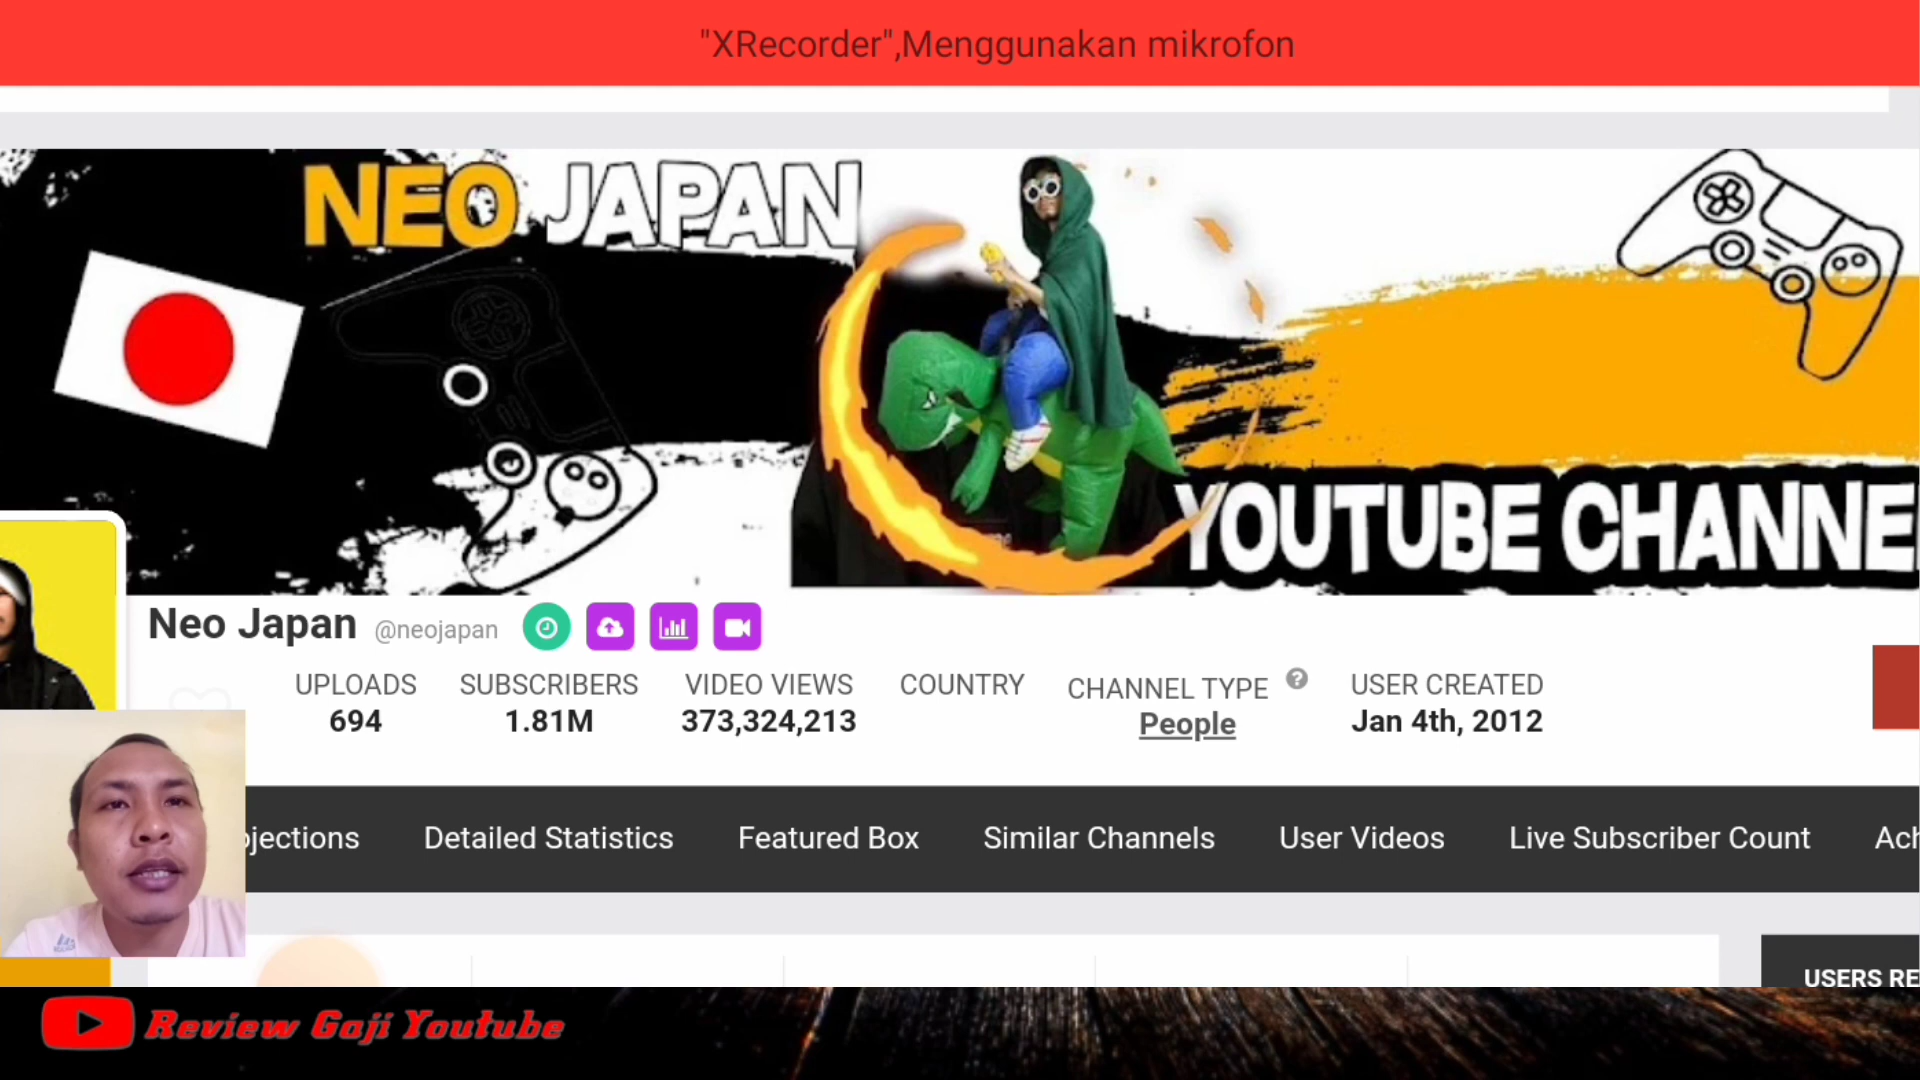 "XRecorder",Menggunakan mikrofon
NEO JAPAN
YOUTUBE CHANNE
Neo Japan @neojapan
UPLOADS SUBSCRIBERS VIDEO VIEWS COUNTRY CHANNEL TYPE ? USER CREATED
694 1.81M 373,324,213 People Jan 4th, 2012
ojections Detailed Statistics Featured Box Similar Channels User Videos Live Subscriber Count Ach
USERS RE
Review Gaji Youtube